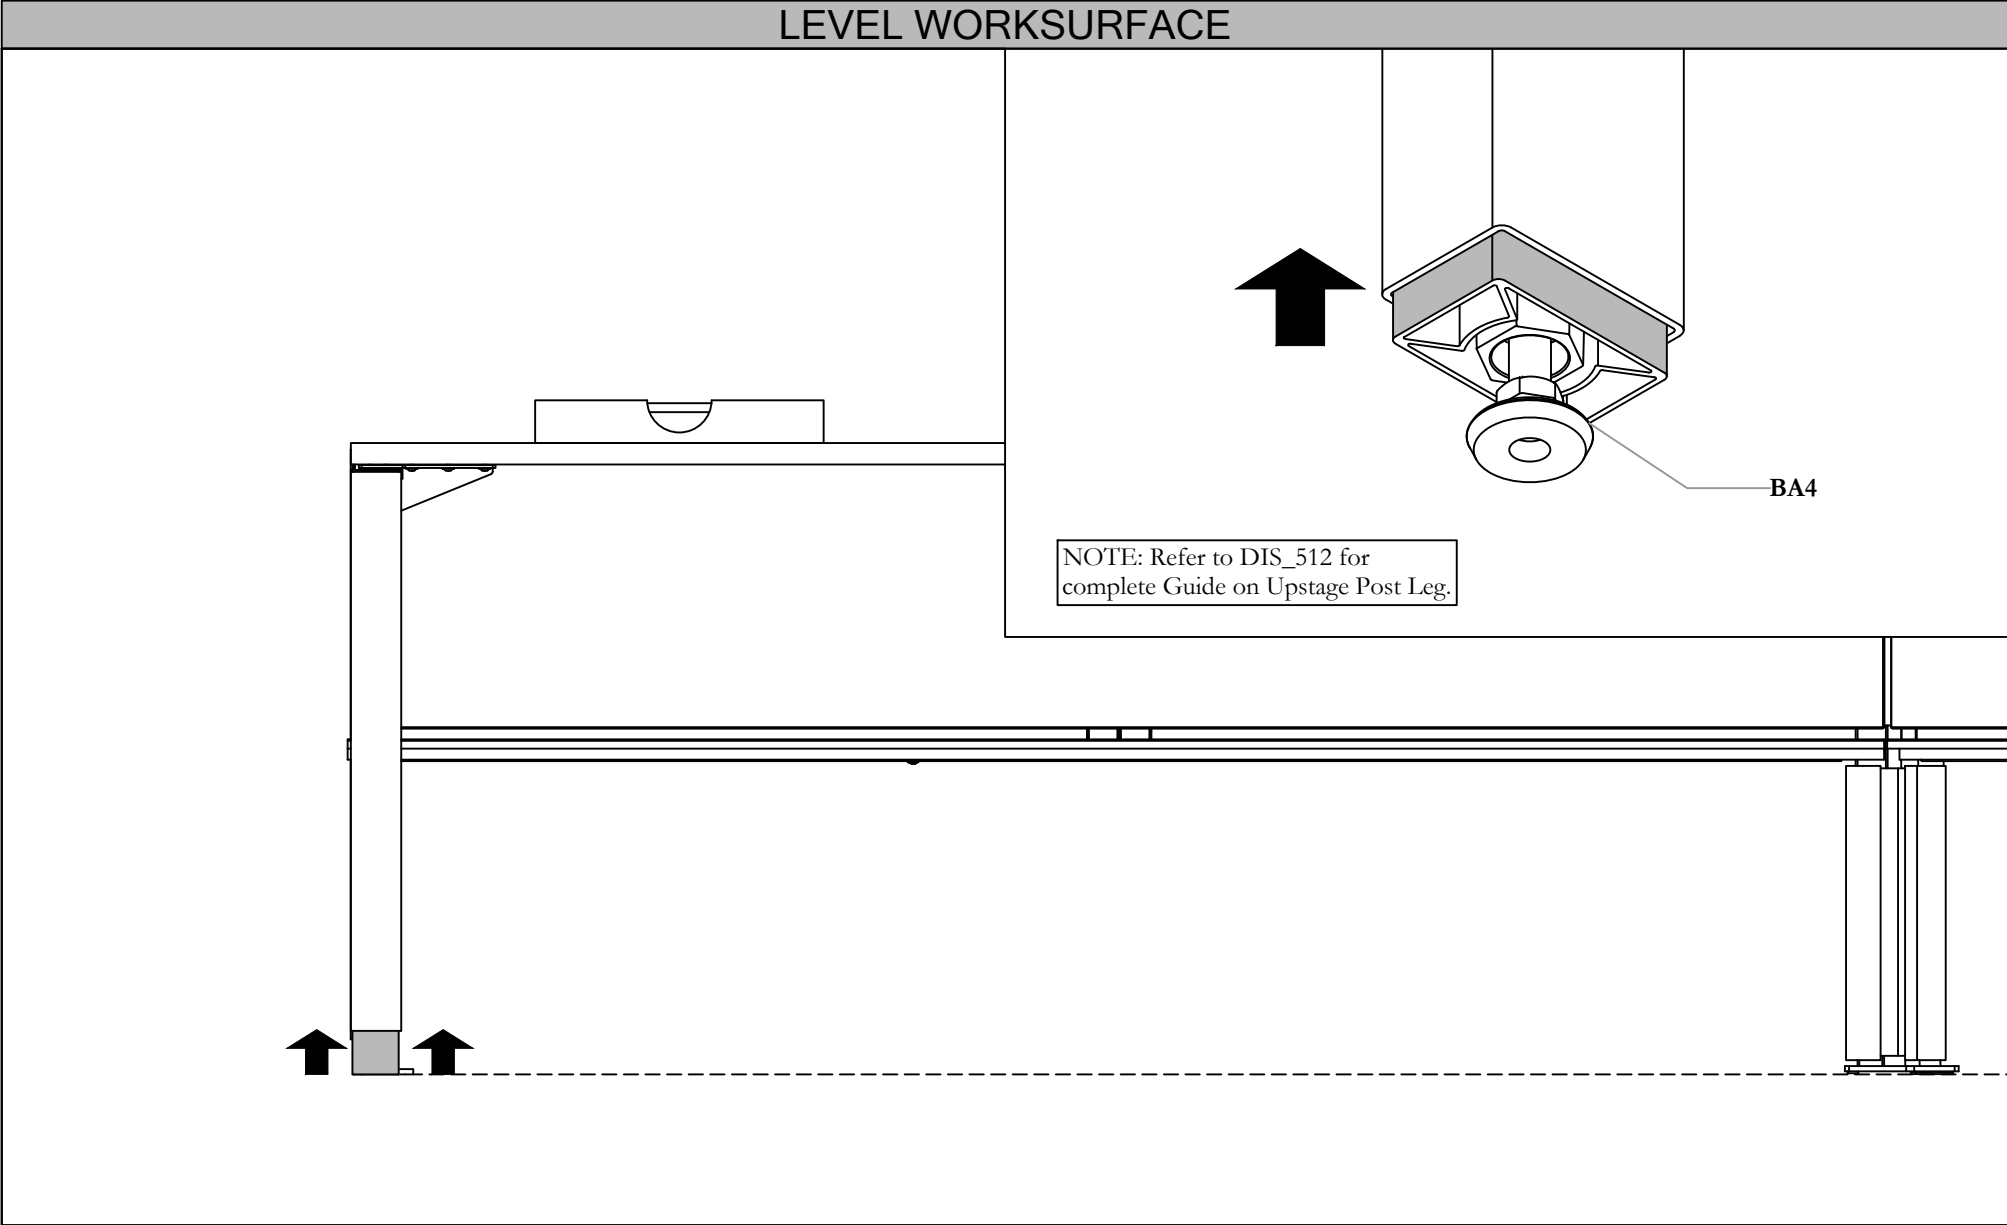 LEVEL WORKSURFACE
BA4
NOTE: Refer to DIS_512 for
complete Guide on Upstage Post Leg.